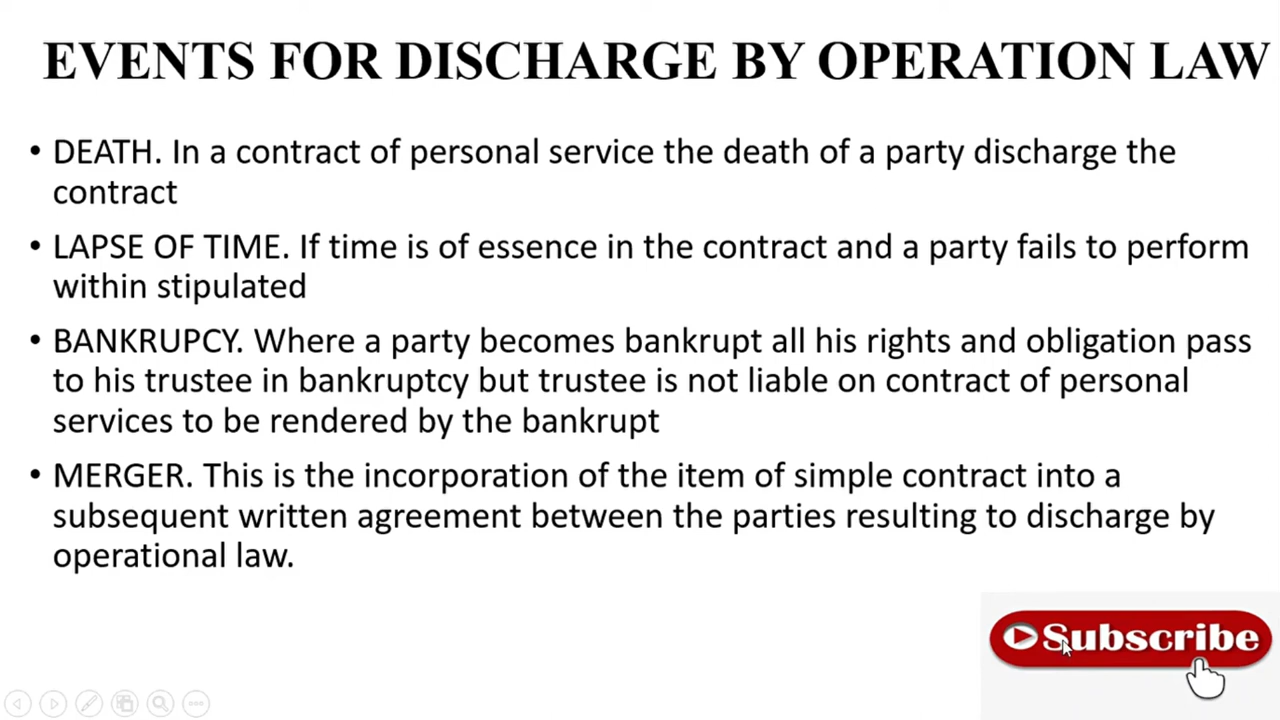 EVENTS FOR DISCHARGE BY OPERATION LAW
• DEATH. In a contract of personal service the death of a party discharge the
contract
• LAPSE OF TIME. If time is of essence in the contract and a party fails to perform
within stipulated
• BANKRUPCY. Where a party becomes bankrupt all his rights and obligation pass
to his trustee in bankruptcy but trustee is not liable on contract of personal
services to be rendered by the bankrupt
• MERGER. This is the incorporation of the item of simple contract into a
subsequent written agreement between the parties resulting to discharge by
operational law.
Subscribe